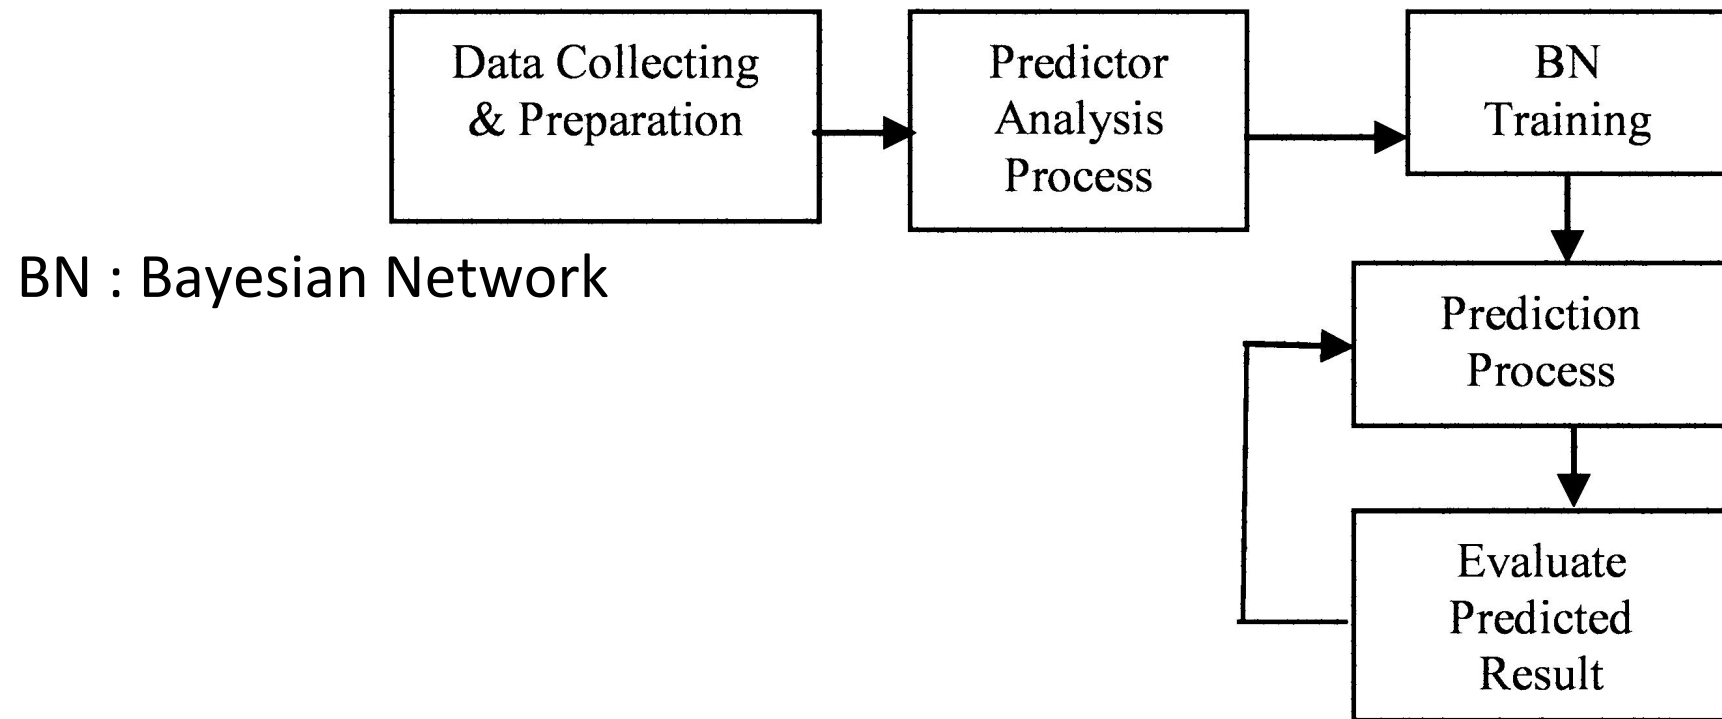 Data Collecting
& Preparation
Predictor
Analysis
Process
BN
Training
BN : Bayesian Network
Prediction
Process
Evaluate
Predicted
Result